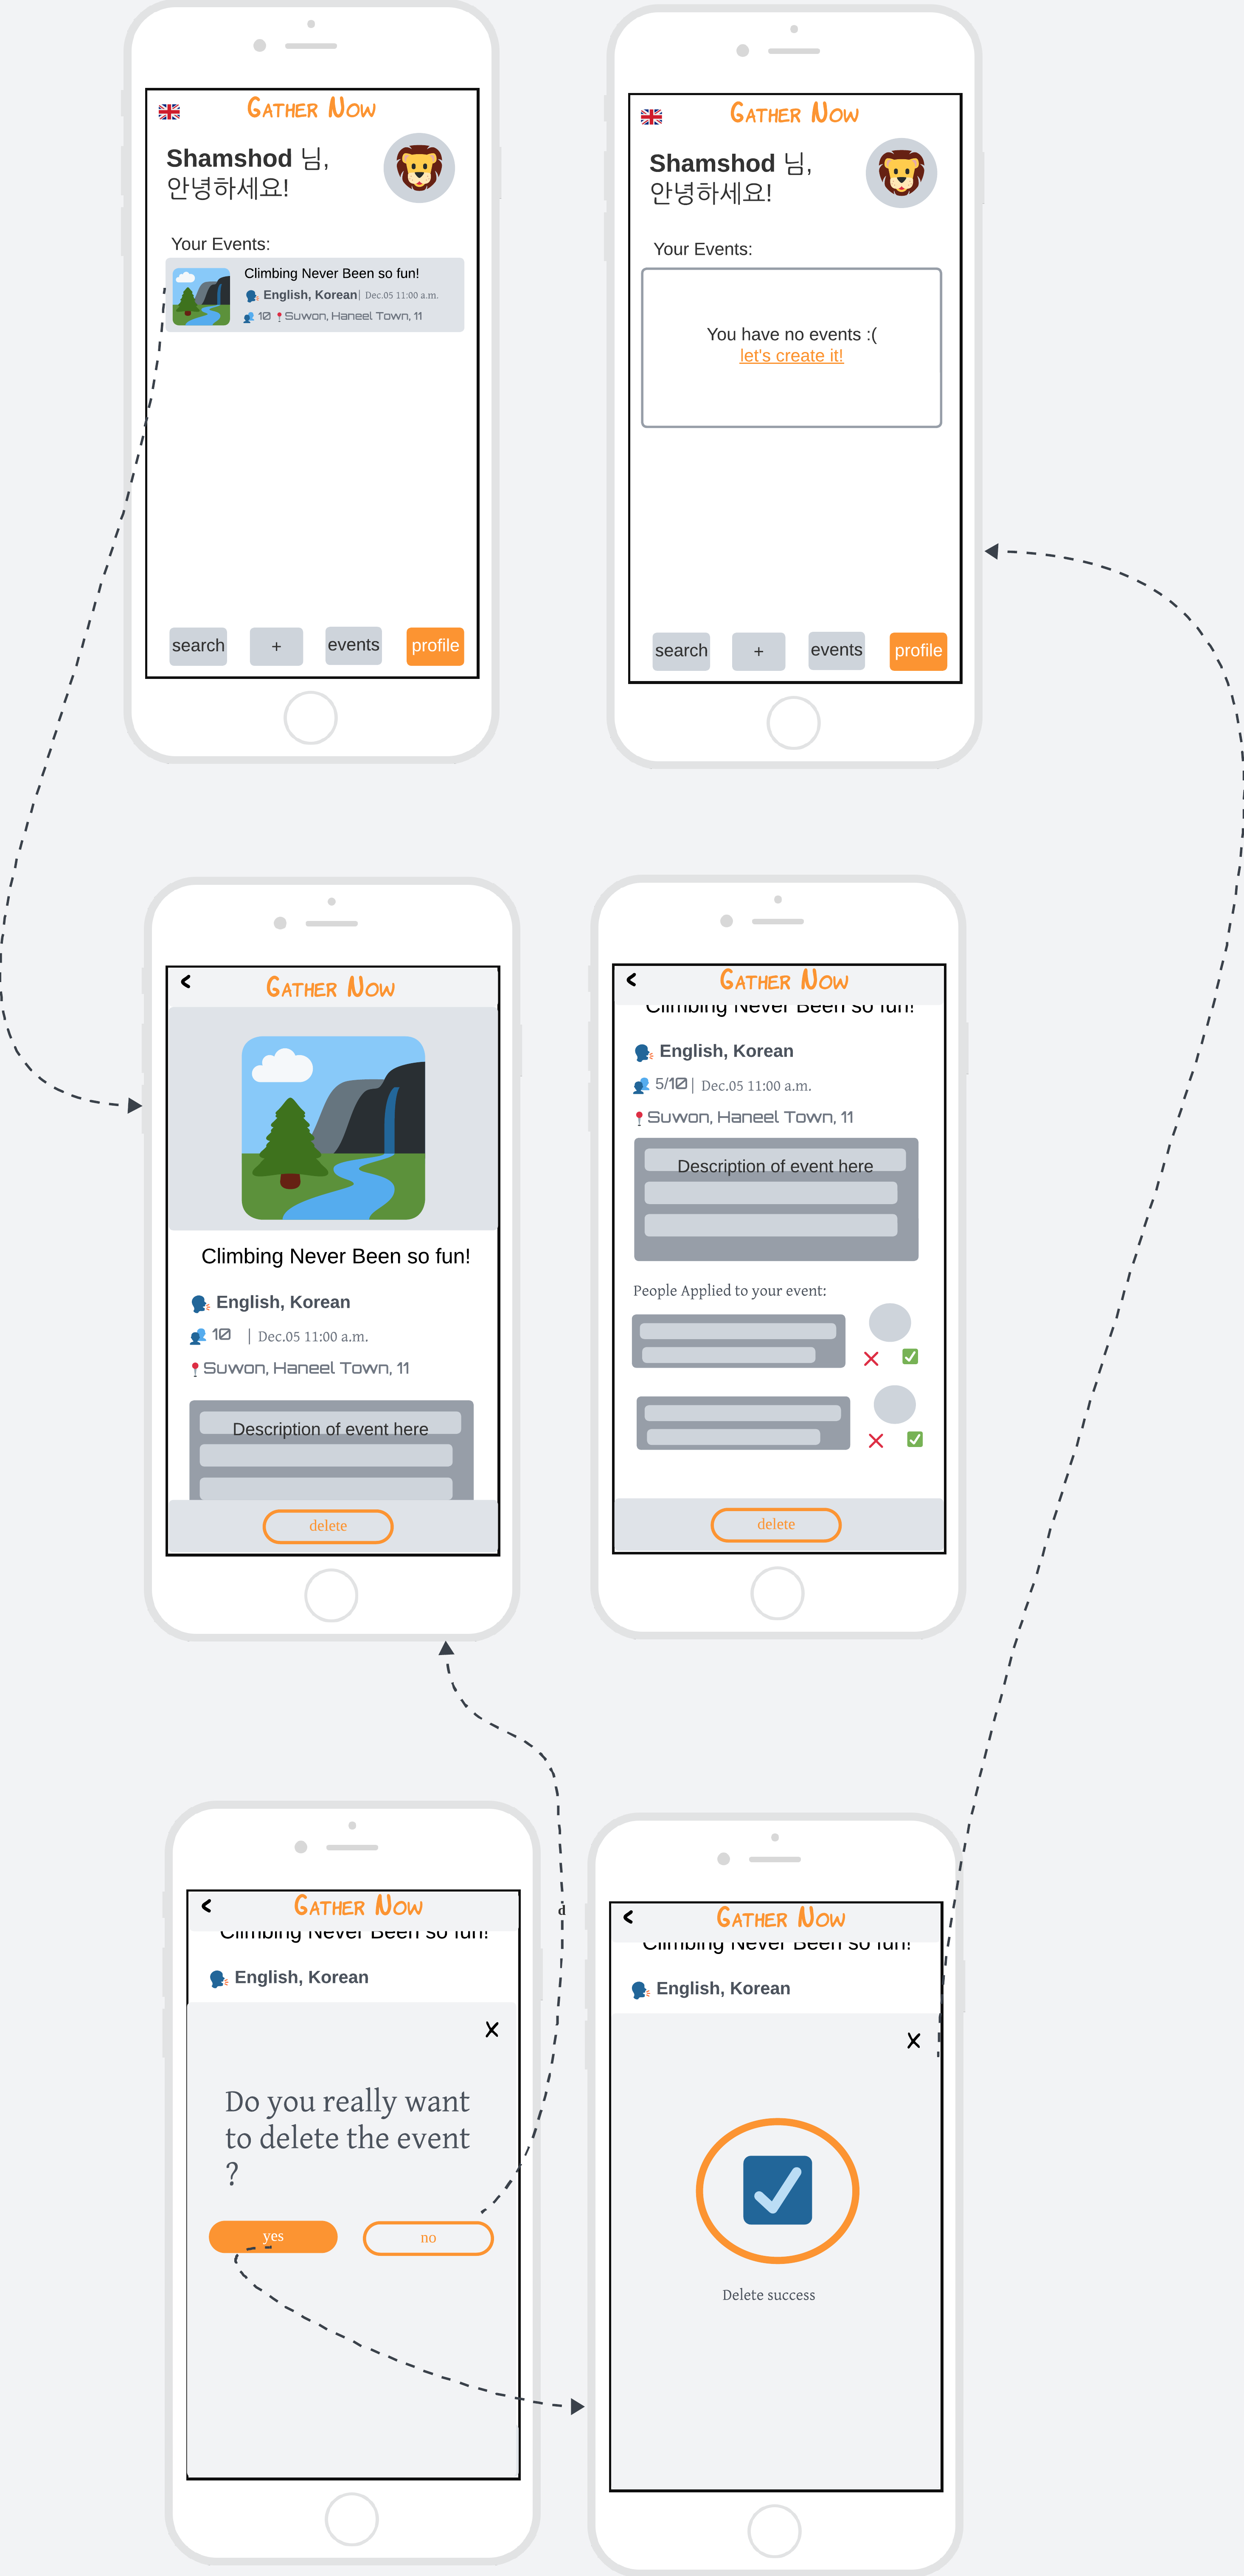 GATHER NOW
Shamshod 님,
안녕하세요!
Your Events:
Climbing Never Been so fun!
English, Korean| Dec.05 11:00 a.m.
10 Suwon, Haneel Town, 11
search + events profile
GATHER NOW
Shamshod 님,
안녕하세요!
Your Events:
You have no events :(
let's create it!
search + events profile
GATHER NOW
Climbing Never Been so fun!
English, Korean
10 | Dec.05 11:00 a.m.
Suwon, Haneel Town, 11
Description of event here
delete
GATHER NOW
Climbing Never Been so fun!
English, Korean
5/10 | Dec.05 11:00 a.m.
Suwon, Haneel Town, 11
Description of event here
People Applied to your event:
delete
GATHER NOW
Climbing Never Been so fun!
English, Korean
X
Do you really want
to delete the event
?
yes no
d
GATHER NOW
Climbing Never Been so fun!
English, Korean
X
Delete success